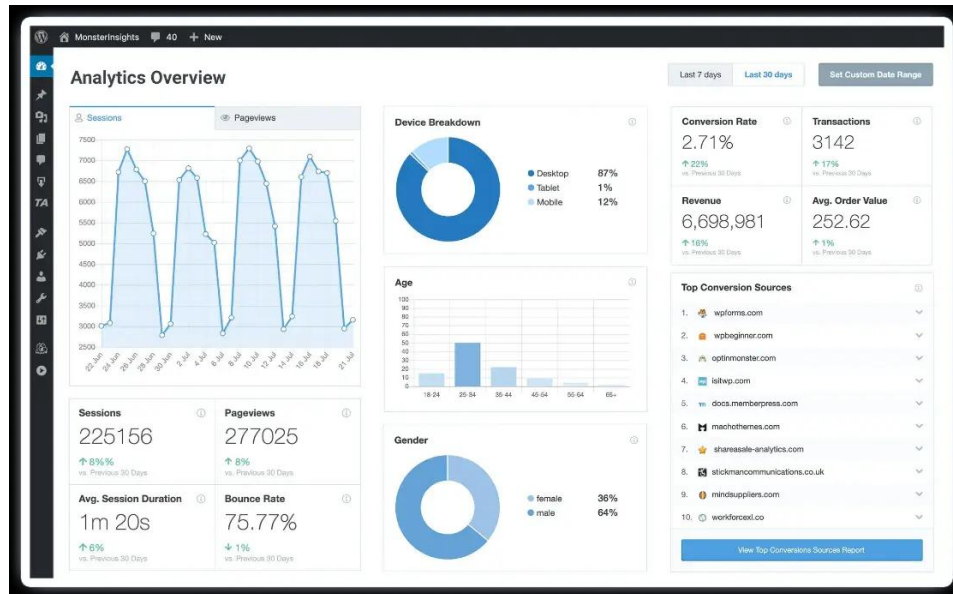 MonsterInsights 40 + New
Analytics Overview
Last 7 days Last 30 days Set Custom Date Range
Sessions Pageviews
7500
7000
6500
6000
5500
5000
4500
4000
3500
3000
2500
22 Jun 24 Jun 26 Jun 28 Jun 30 Jun 2 Jul 4 Jul 6 Jul 8 Jul 10 Jul 12 Jul 14 Jul 16 Jul 18 Jul 21 Jul
Sessions
225156
↑ 8%%
vs. Previous 30 Days
Pageviews
277025
↑ 8%
vs. Previous 30 Days
Avg. Session Duration
1m 20s
↑ 6%
vs. Previous 30 Days
Bounce Rate
75.77%
↓ 1%
vs. Previous 30 Days
Device Breakdown
Desktop 87%
Tablet 1%
Mobile 12%
Age
100
90
80
70
60
50
40
30
20
10
0
18-24 25-34 35-44 45-54 55-64 65+
Gender
female 36%
male 64%
Conversion Rate
2.71%
↑ 22%
vs. Previous 30 Days
Transactions
3142
↑ 17%
vs. Previous 30 Days
Revenue
6,698,981
↑ 16%
vs. Previous 30 Days
Avg. Order Value
252.62
↑ 1%
vs. Previous 30 Days
Top Conversion Sources
1. wpforms.com
2. wpbeginner.com
3. optinmonster.com
4. isitwp.com
5. docs.memberpress.com
6. machothemes.com
7. shareasale-analytics.com
8. stickmancommunications.co.uk
9. mindsuppliers.com
10. workforcexl.co
View Top Conversions Sources Report